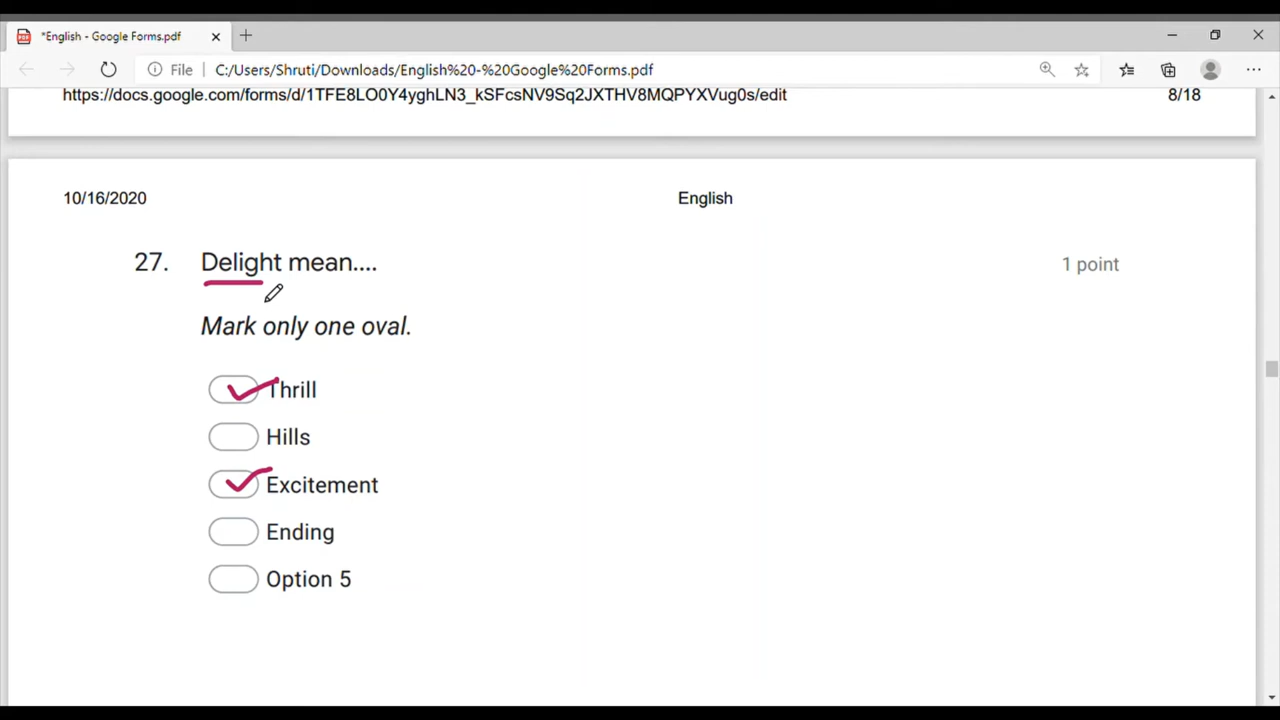 *English - Google Forms.pdf
File | C:/Users/Shruti/Downloads/English%20-%20Google%20Forms.pdf
https://docs.google.com/forms/d/1TFE8LO0Y4yghLN3_kSFcsNV9Sq2JXTHV8MQPYXVug0s/edit 8/18
10/16/2020 English
27. Delight mean.... 1 point
Mark only one oval.
Thrill
Hills
Excitement
Ending
Option 5